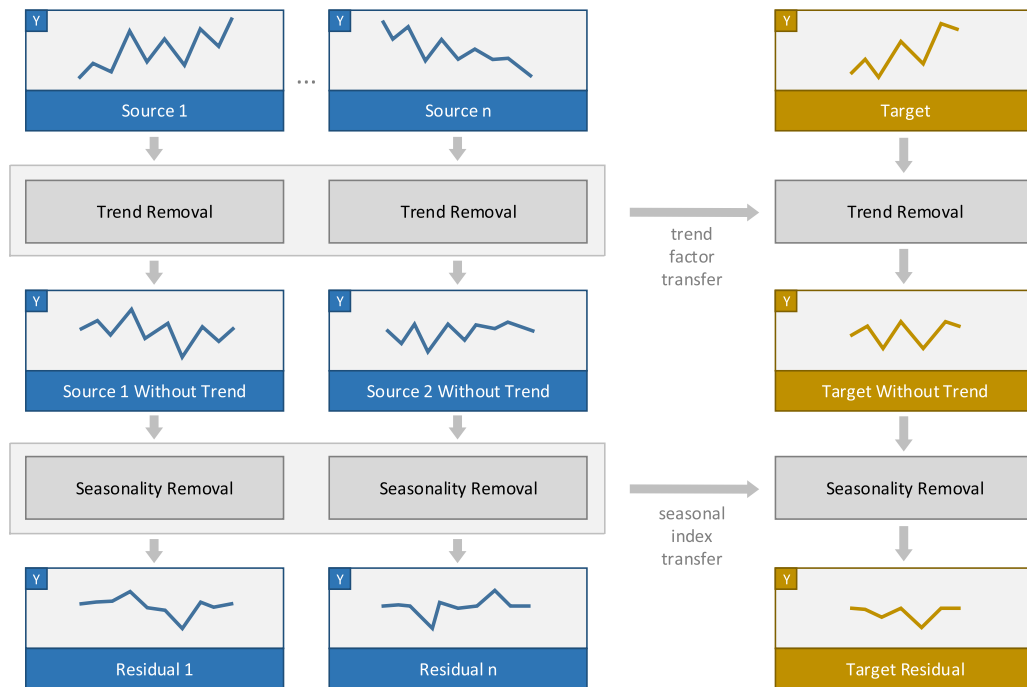 Y
Y
Y
...
Source 1
Source n
Target
Trend Removal
Trend Removal
Trend Removal
trend
factor
transfer
Y
Y
Y
Source 1 Without Trend
Source 2 Without Trend
Target Without Trend
Seasonality Removal
Seasonality Removal
Seasonality Removal
seasonal
index
transfer
Y
Y
Y
Residual 1
Residual n
Target Residual